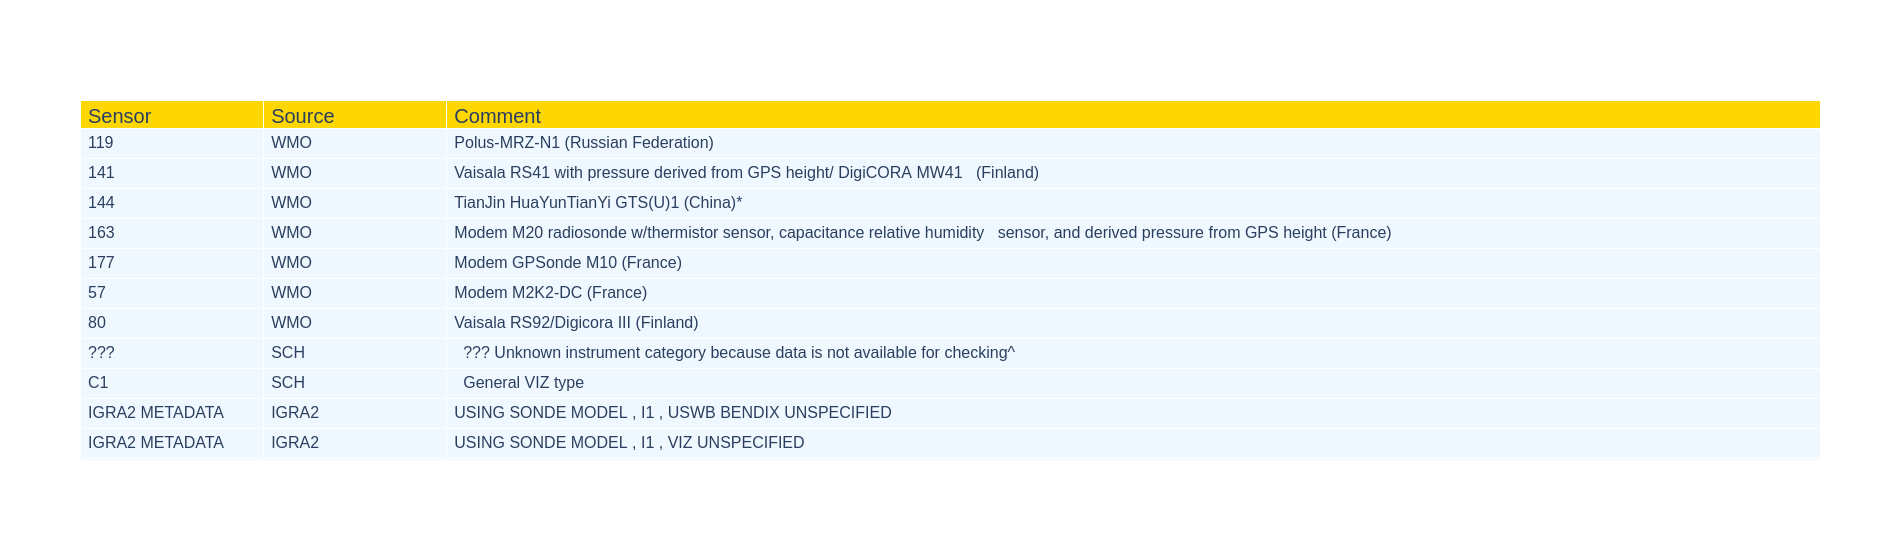 Sensor Source Comment
119 WMO Polus-MRZ-N1 (Russian Federation)
141 WMO Vaisala RS41 with pressure derived from GPS height/ DigiCORA MW41   (Finland)
144 WMO TianJin HuaYunTianYi GTS(U)1 (China)*
163 WMO Modem M20 radiosonde w/thermistor sensor, capacitance relative humidity   sensor, and derived pressure from GPS height (France)
177 WMO Modem GPSonde M10 (France)
57 WMO Modem M2K2-DC (France)
80 WMO Vaisala RS92/Digicora III (Finland)
??? SCH ??? Unknown instrument category because data is not available for checking^
C1 SCH General VIZ type
IGRA2 METADATA IGRA2 USING SONDE MODEL , I1 , USWB BENDIX UNSPECIFIED
IGRA2 METADATA IGRA2 USING SONDE MODEL , I1 , VIZ UNSPECIFIED